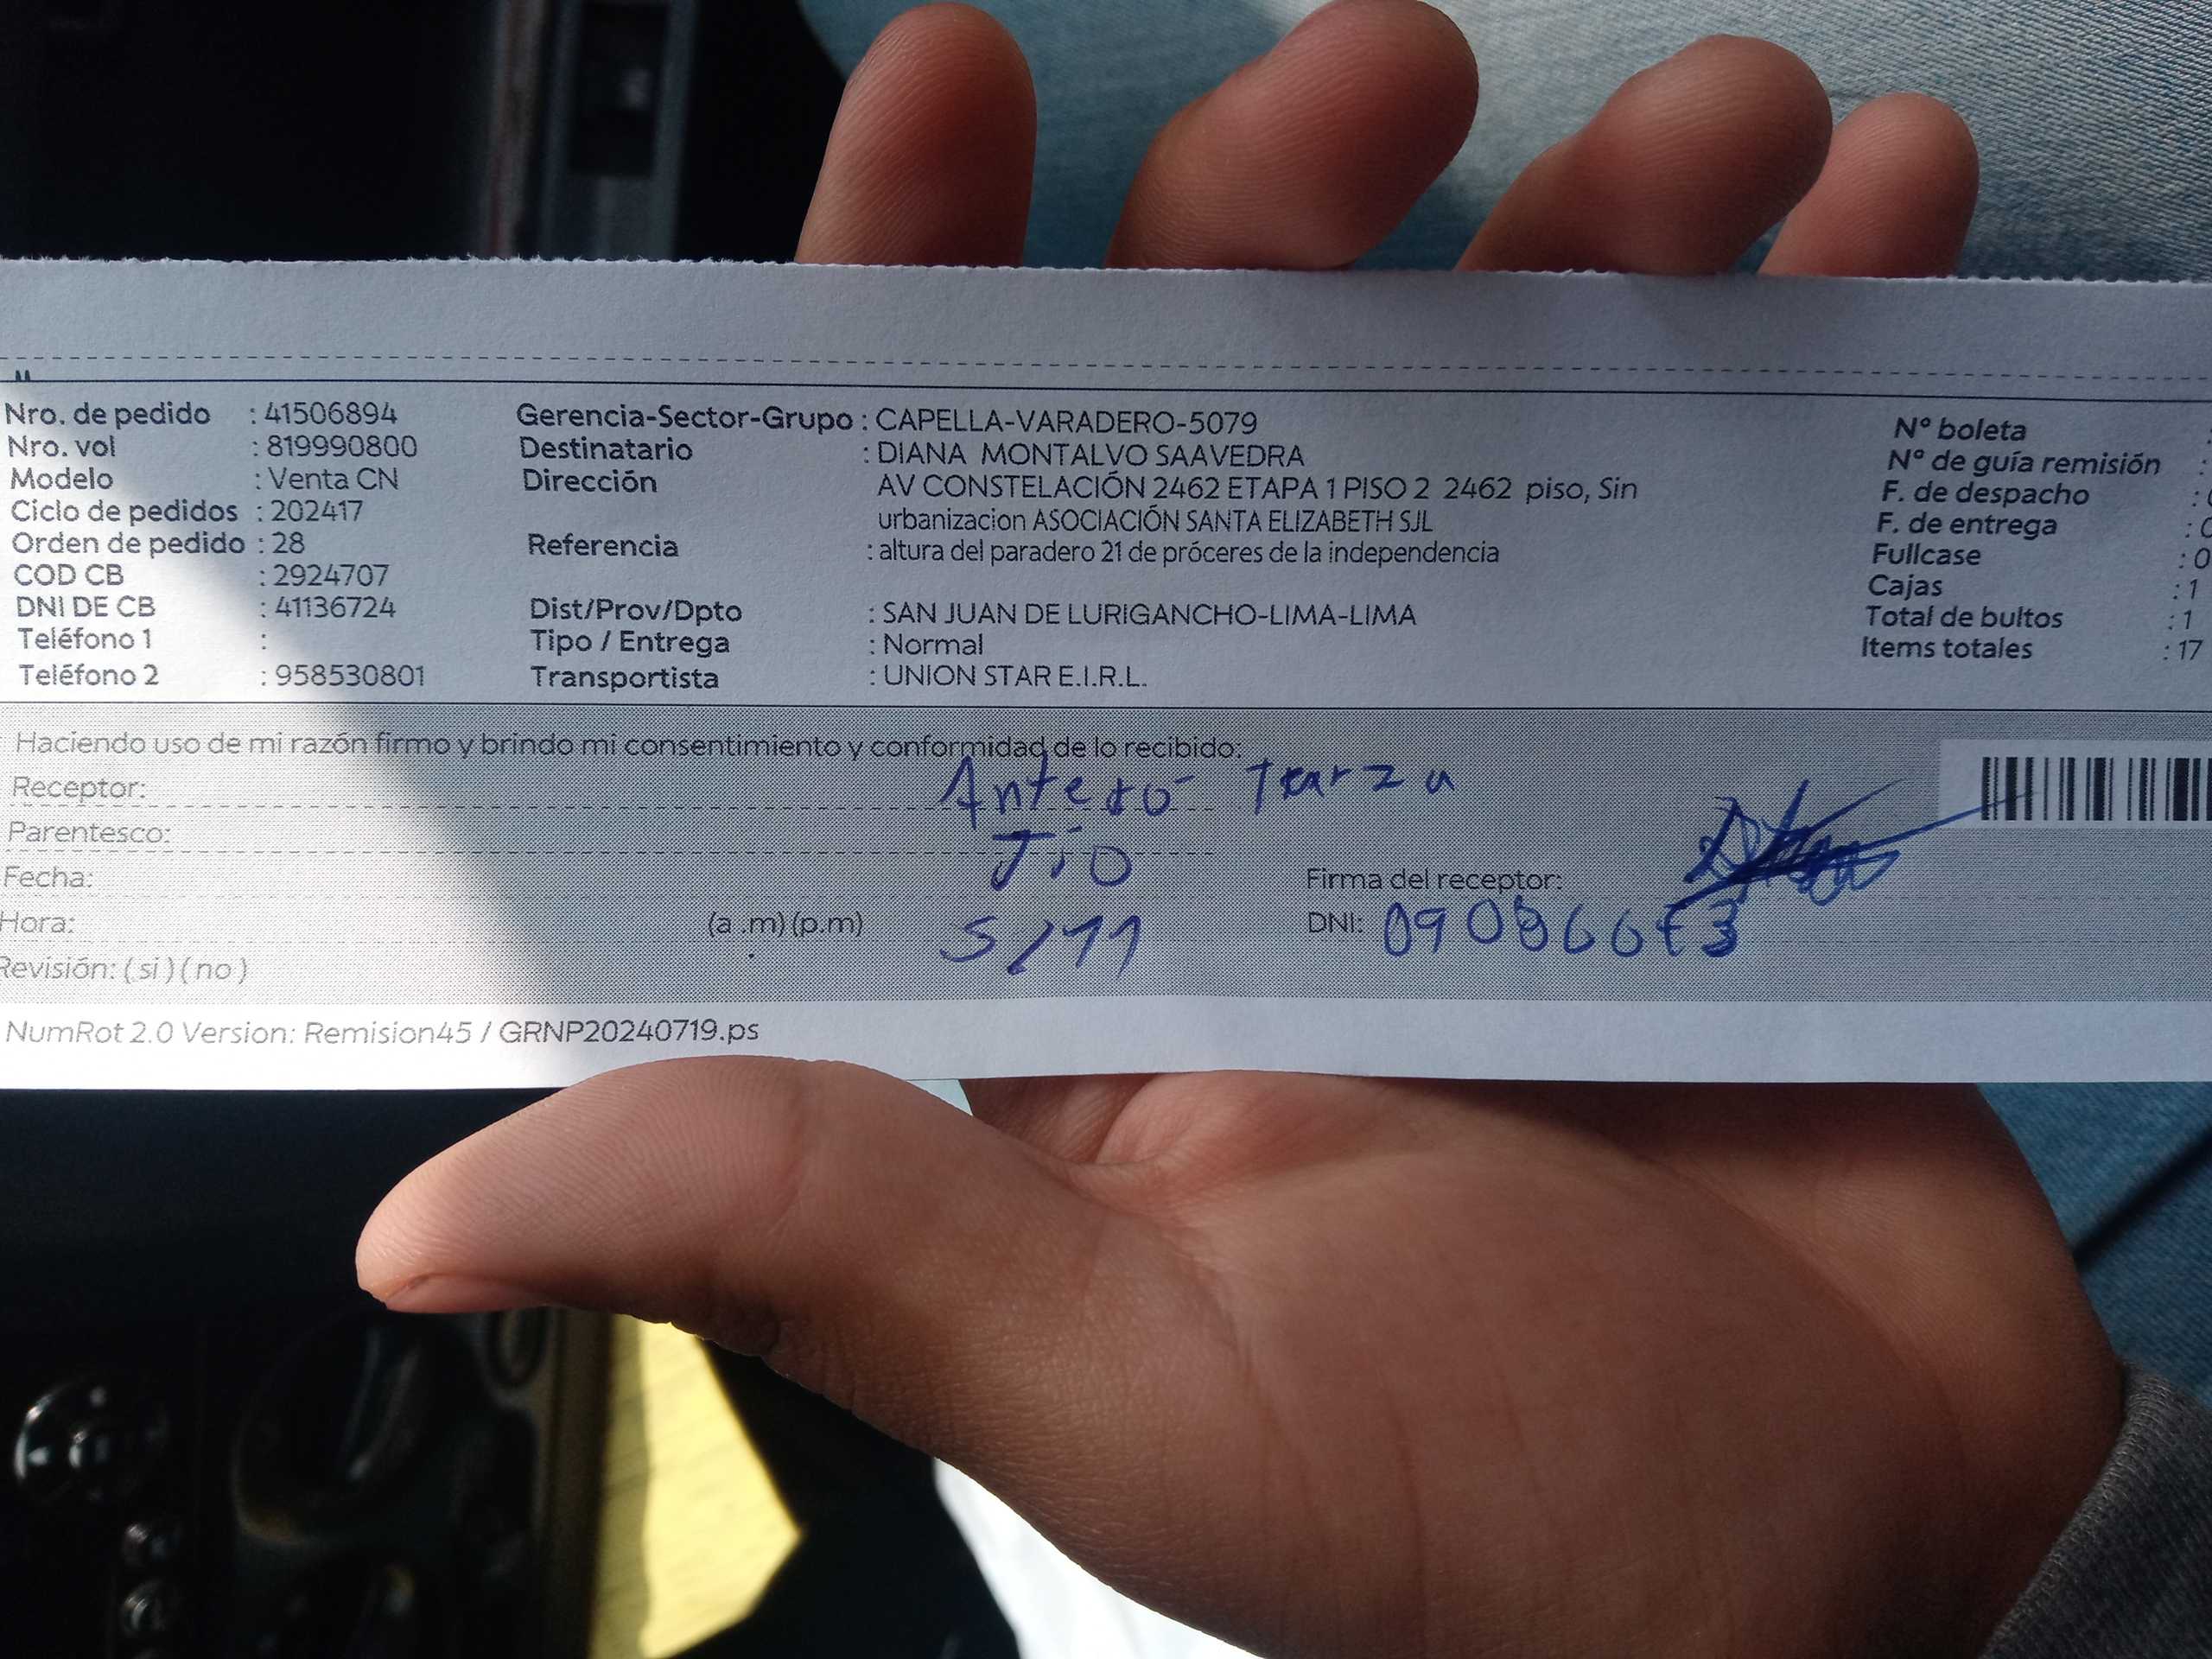 Nro. de pedido : 41506894
Nro. vol : 819990800
Modelo : Venta CN
Ciclo de pedidos : 202417
Orden de pedido : 28
COD CB : 2924707
DNI DE CB : 41136724
Teléfono 1 :
Teléfono 2 : 958530801
Gerencia-Sector-Grupo : CAPELLA-VARADERO-5079
Destinatario : DIANA MONTALVO SAAVEDRA
Dirección AV CONSTELACIÓN 2462 ETAPA 1 PISO 2 2462 piso, Sin
urbanizacion ASOCIACIÓN SANTA ELIZABETH SJL
Referencia : altura del paradero 21 de próceres de la independencia
Dist/Prov/Dpto : SAN JUAN DE LURIGANCHO-LIMA-LIMA
Tipo / Entrega : Normal
Transportista : UNION STAR E.I.R.L.
N° boleta :
N° de guía remisión :
F. de despacho :
F. de entrega :
Fullcase : 0
Cajas : 1
Total de bultos : 1
Items totales : 17
Haciendo uso de mi razón firmo y brindo mi consentimiento y conformidad de lo recibido:
Receptor: Antero
Parentesco: Tio
Fecha: 5/11
Hora: (a .m) (p.m)
Revisión: ( si ) ( no )
Firma del receptor:
DNI:
NumRot 2.0 Version: Remision45 / GRNP20240719.ps